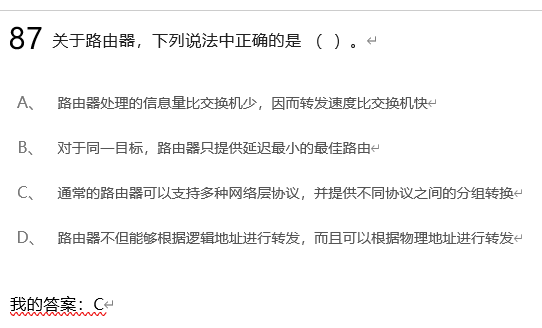 87 关于路由器，下列说法中正确的是 （ ）。↵
A、 路由器处理的信息量比交换机少，因而转发速度比交换机快↵
B、 对于同一目标，路由器只提供延迟最小的最佳路由↵
C、 通常的路由器可以支持多种网络层协议，并提供不同协议之间的分组转换↵
D、 路由器不但能够根据逻辑地址进行转发，而且可以根据物理地址进行转发↵
我的答案：C↵